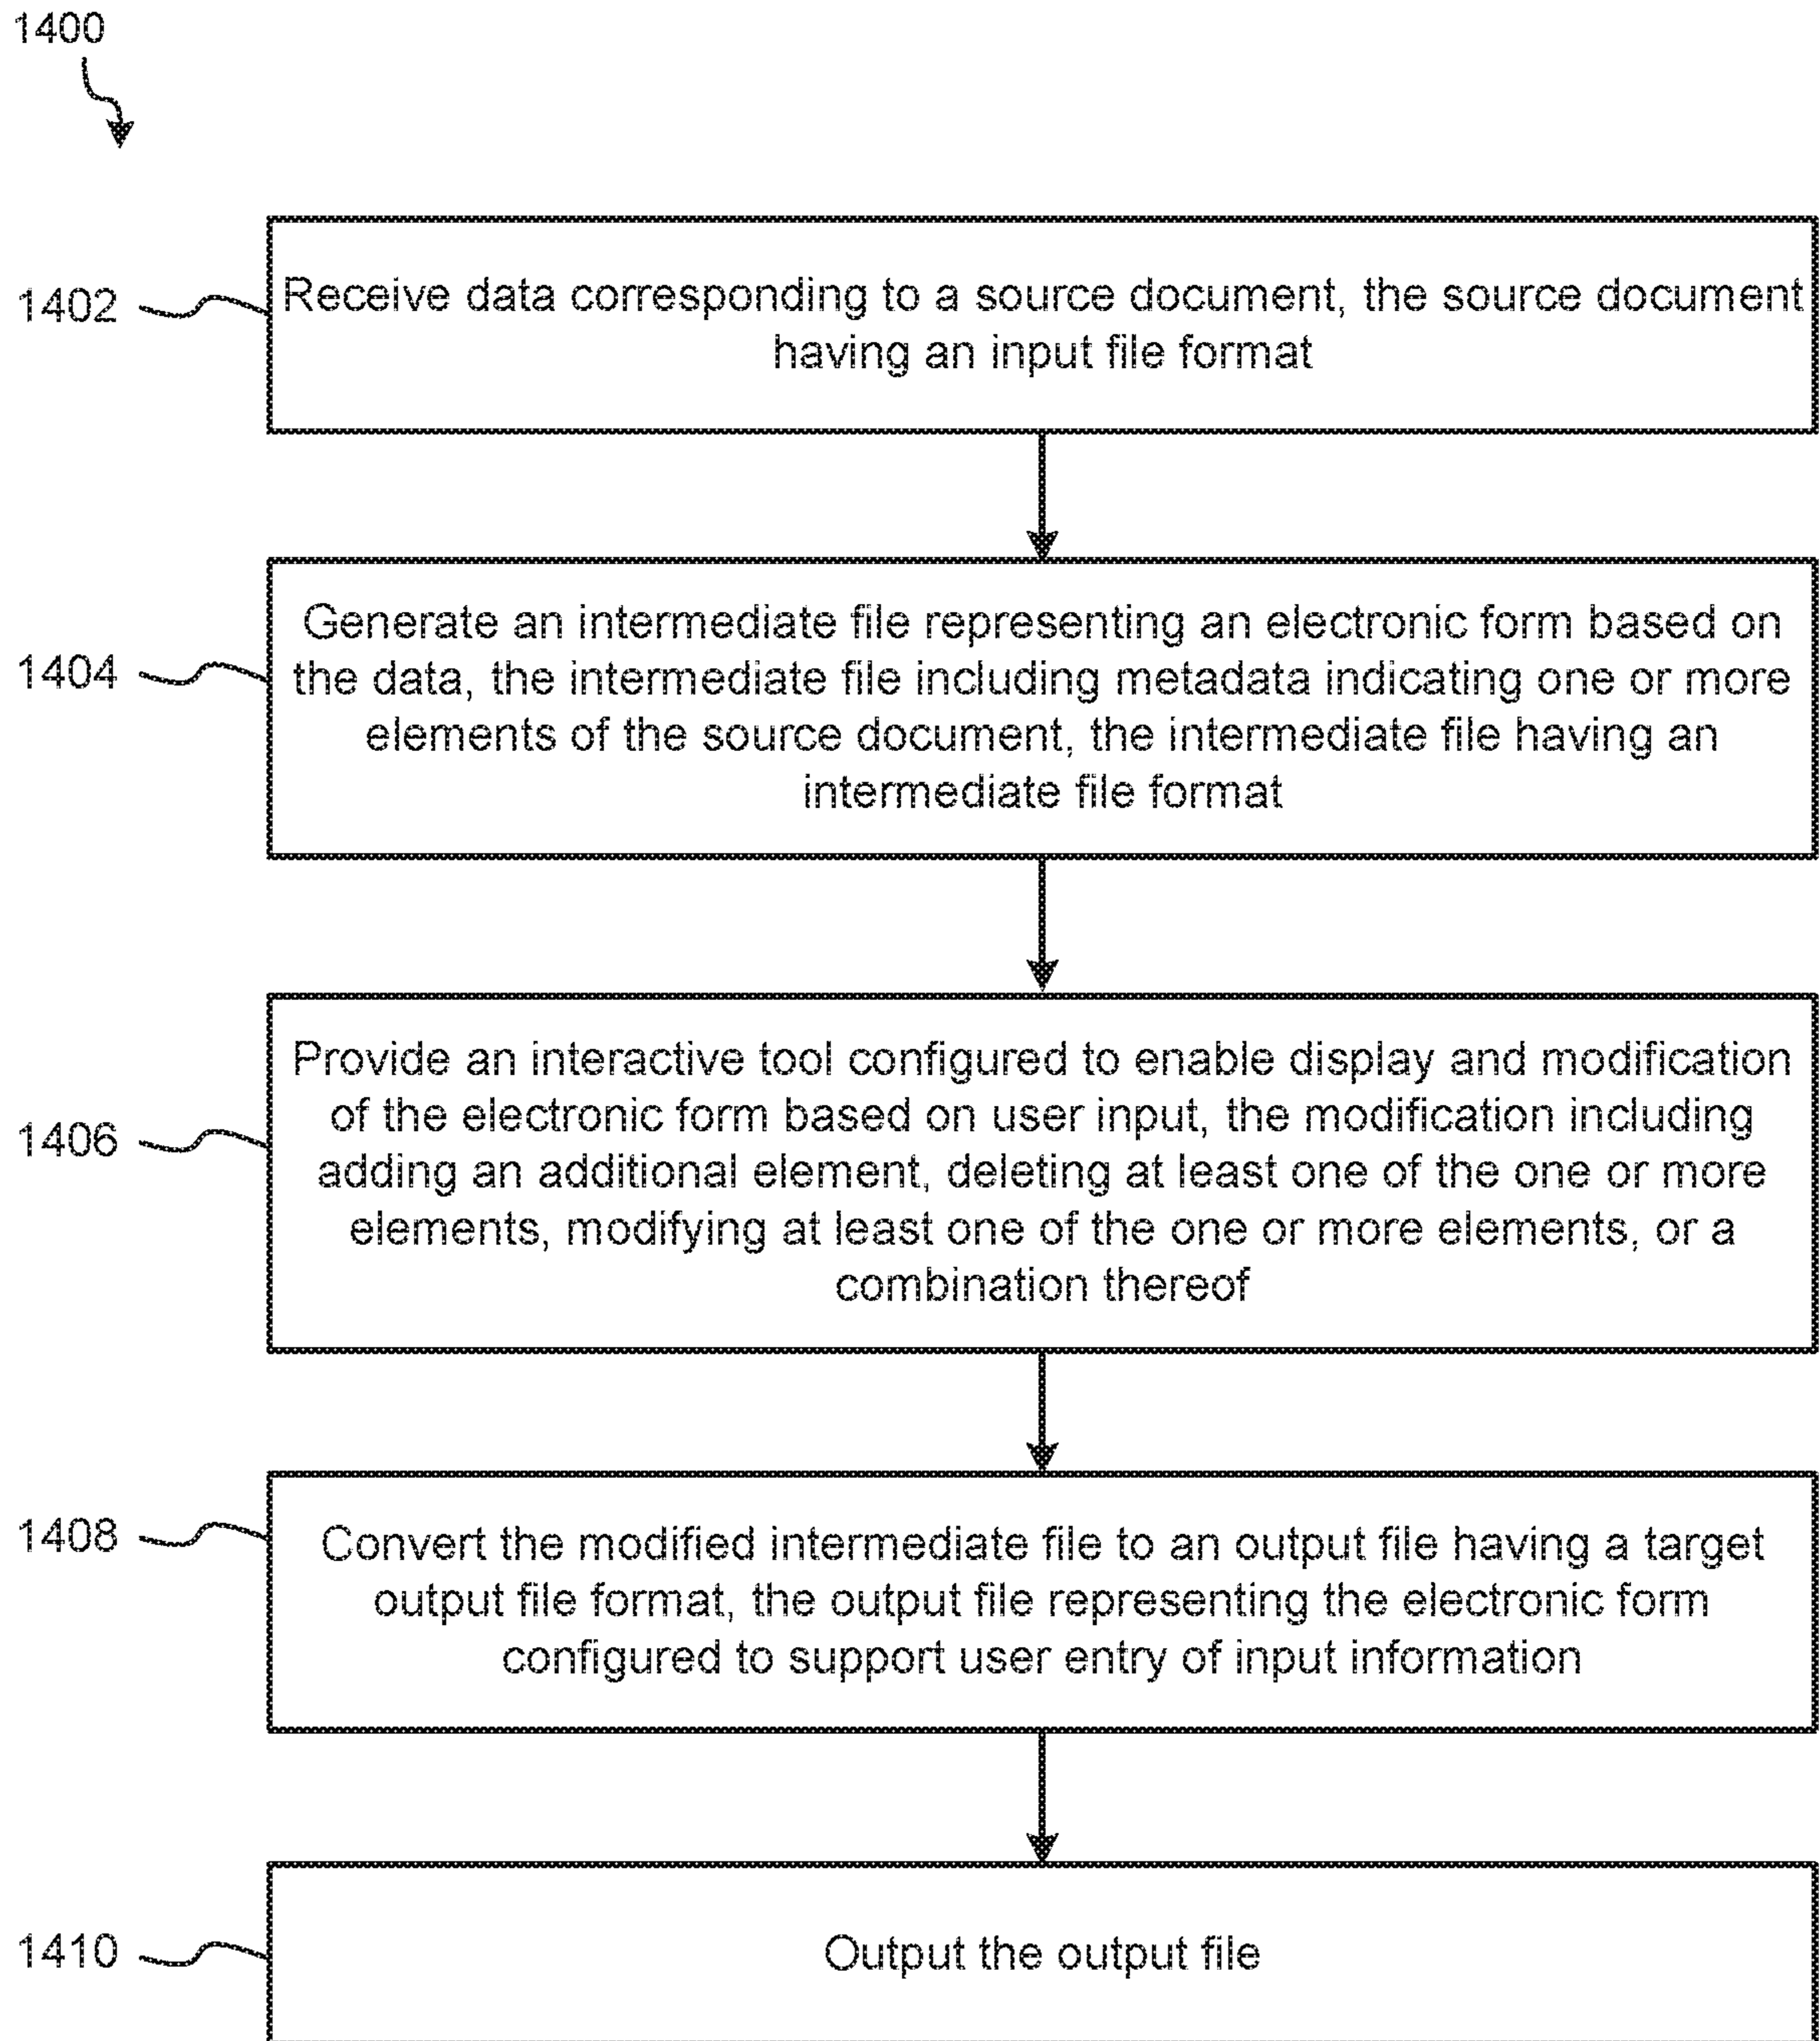 1400
1402
Receive data corresponding to a source document, the source document
having an input file format
1404
Generate an intermediate file representing an electronic form based on
the data, the intermediate file including metadata indicating one or more
elements of the source document, the intermediate file having an
intermediate file format
1406
Provide an interactive tool configured to enable display and modification
of the electronic form based on user input, the modification including
adding an additional element, deleting at least one of the one or more
elements, modifying at least one of the one or more elements, or a
combination thereof
1408
Convert the modified intermediate file to an output file having a target
output file format, the output file representing the electronic form
configured to support user entry of input information
1410
Output the output file